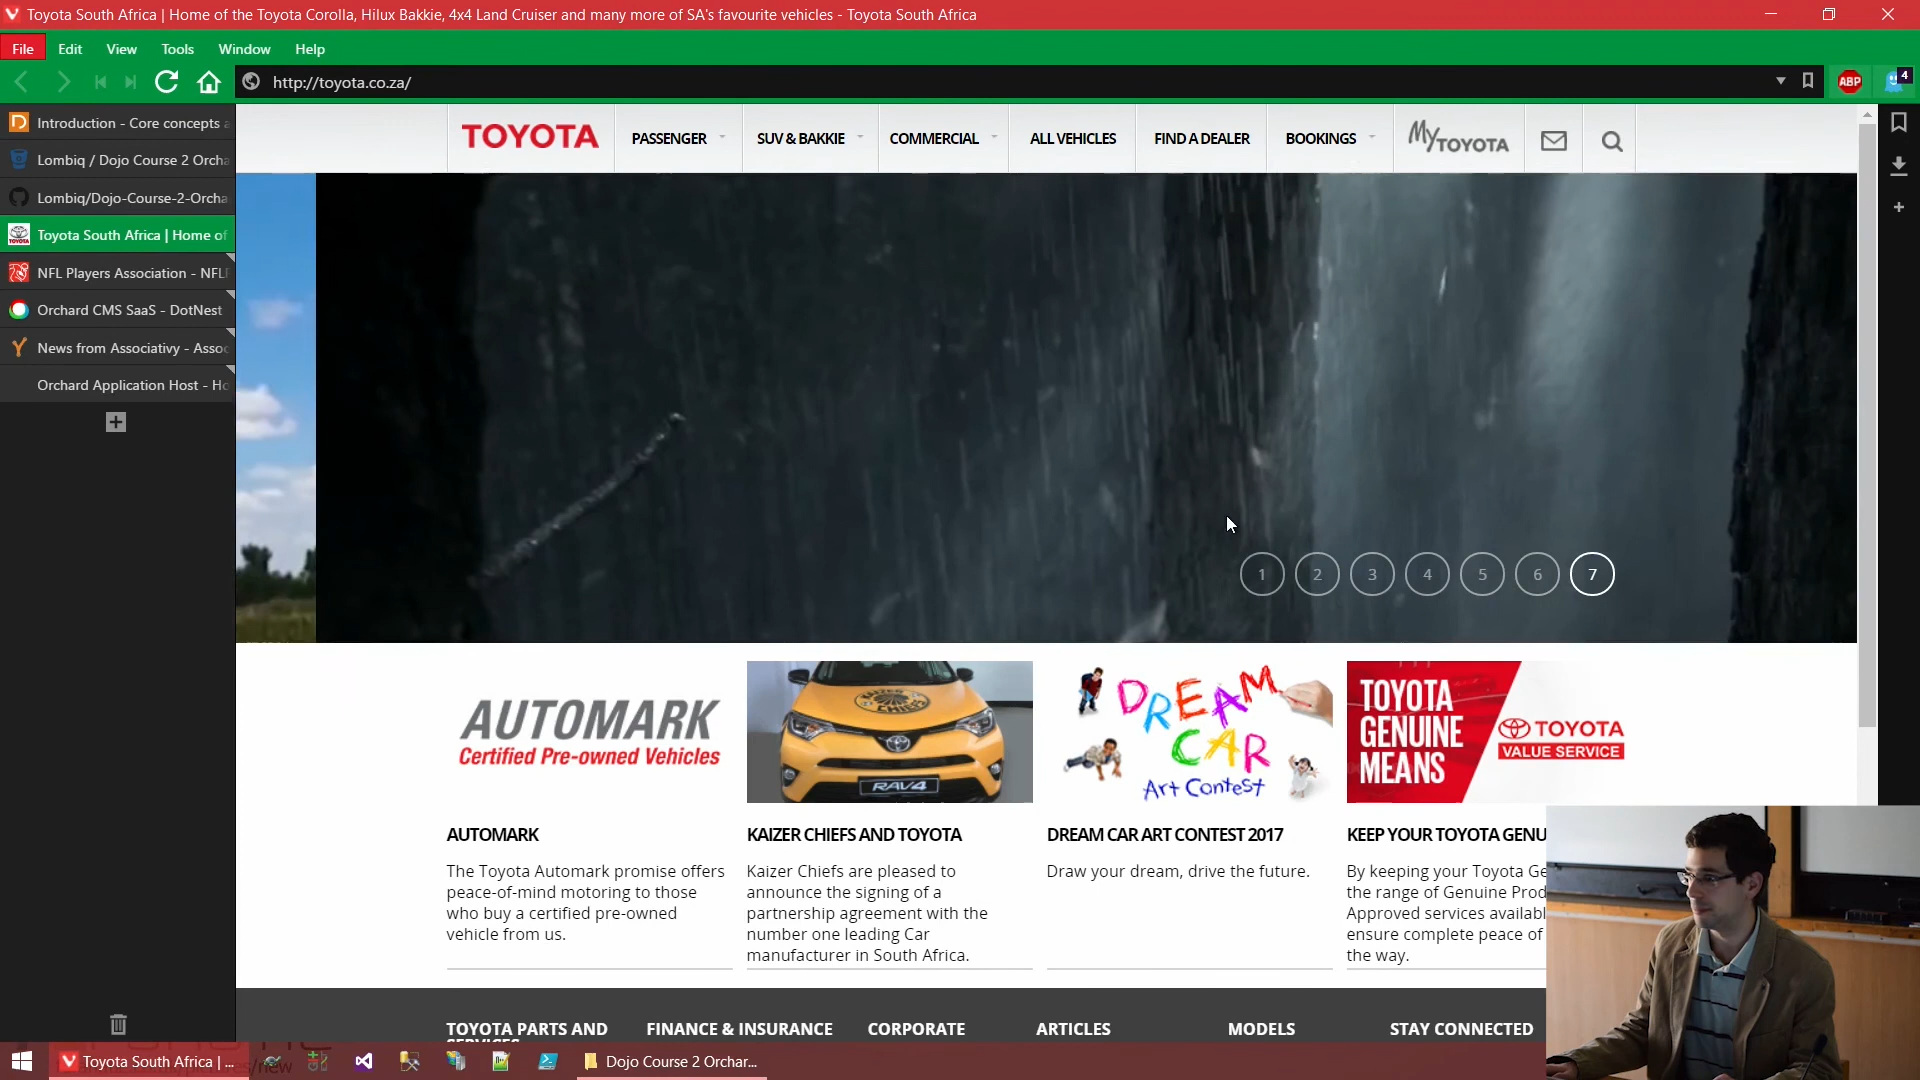 Toyota South Africa | Home of the Toyota Corolla, Hilux Bakkie, 4x4 Land Cruiser and many more of SA's favourite vehicles - Toyota South Africa
File Edit View Tools Window Help
http://toyota.co.za/
ABP
4
Introduction - Core concepts a
Lombiq / Dojo Course 2 Orcha
Lombiq/Dojo-Course-2-Orcha
Toyota South Africa | Home of
NFL Players Association - NFL
Orchard CMS SaaS - DotNest
News from Associativy - Assoc
Orchard Application Host - Ho
TOYOTA
PASSENGER
SUV & BAKKIE
COMMERCIAL
ALL VEHICLES
FIND A DEALER
BOOKINGS
My TOYOTA
1 2 3 4 5 6 7
AUTOMARK
Certified Pre-owned Vehicles
KAIZER CHIEFS
RAV4
DREAM
CAR
Art Contest
TOYOTA
GENUINE
MEANS
TOYOTA
VALUE SERVICE
AUTOMARK
The Toyota Automark promise offers
peace-of-mind motoring to those
who buy a certified pre-owned
vehicle from us.
KAIZER CHIEFS AND TOYOTA
Kaizer Chiefs are pleased to
announce the signing of a
partnership agreement with the
number one leading Car
manufacturer in South Africa.
DREAM CAR ART CONTEST 2017
Draw your dream, drive the future.
KEEP YOUR TOYOTA GENU
By keeping your Toyota Ge
the range of Genuine Prod
Approved services availabl
ensure complete peace of
the way.
TOYOTA PARTS AND
SERVICES
FINANCE & INSURANCE
CORPORATE
ARTICLES
MODELS
STAY CONNECTED
Toyota South Africa | ...
Dojo Course 2 Orchar...